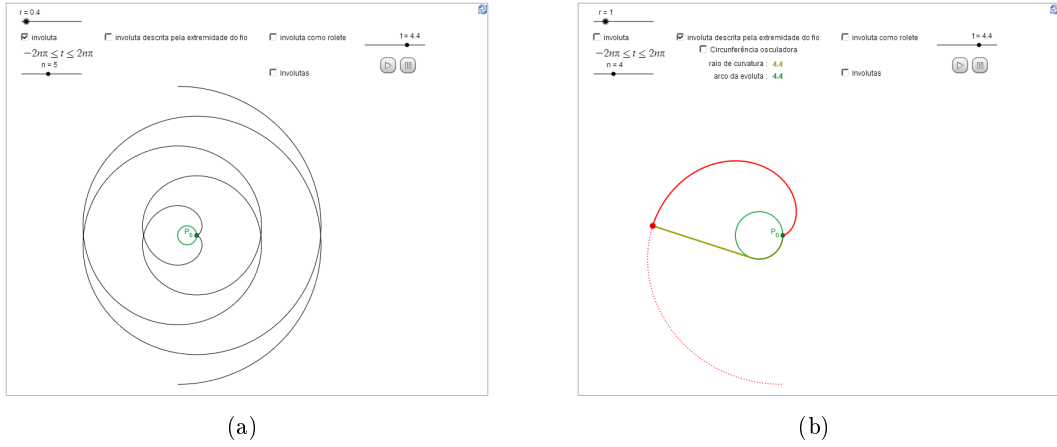 r = 0.4
involuta
involuta descrita pela extremidade do fio
involuta como rolete
t = 4.4
−2nπ ≤ t ≤ 2nπ
n = 5
Involutas
P₀
(a)
r = 1
involuta
involuta descrita pela extremidade do fio
involuta como rolete
t = 4.4
Circunferência osculadora
−2nπ ≤ t ≤ 2nπ
raio de curvatura : 4.4
n = 4
arco da evoluta : 4.4
Involutas
P₀
(b)